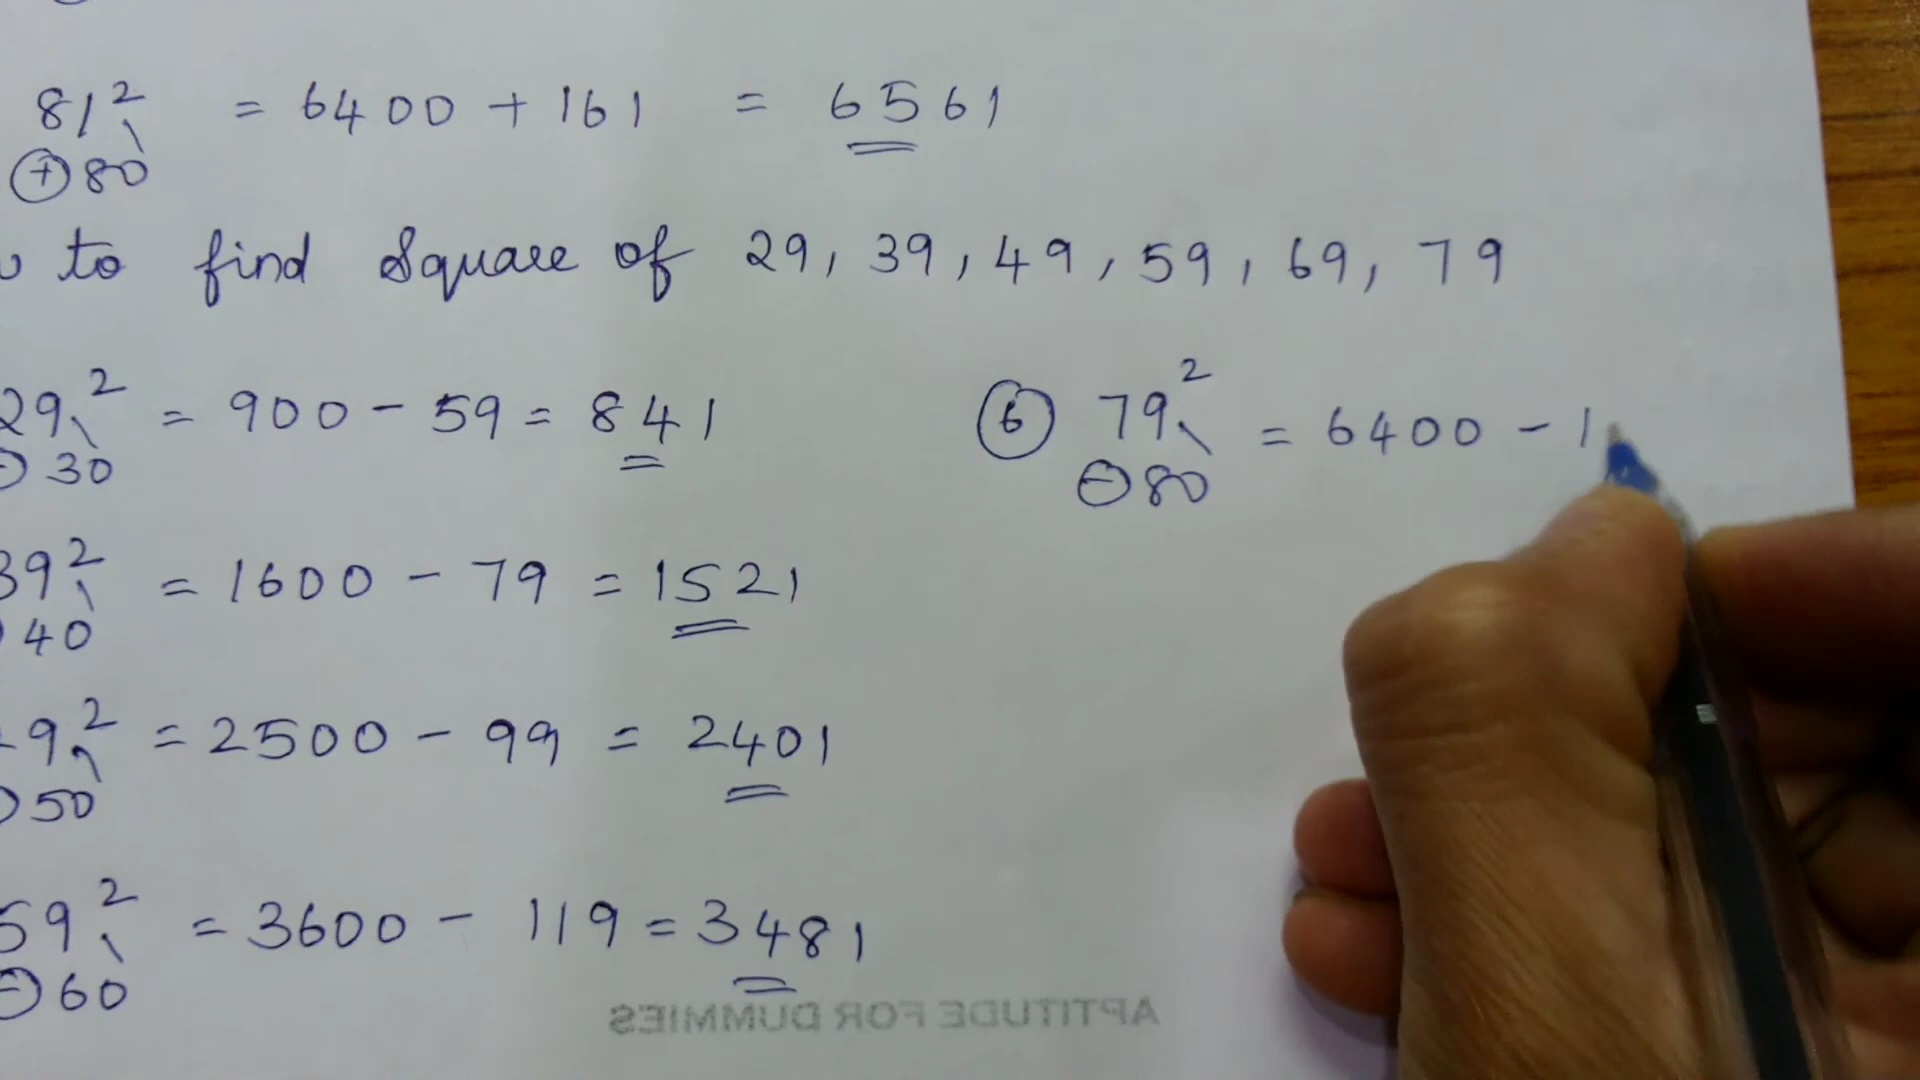 81² = 6400 + 161 = 6561
+ 80
to find Square of 29, 39, 49, 59, 69, 79
29² = 900 - 59 = 841
- 30
39² = 1600 - 79 = 1521
40
9² = 2500 - 99 = 2401
50
59² = 3600 - 119 = 3481
- 60
6 79² = 6400 - 1
- 80
APTITUDE FOR DUMMIES